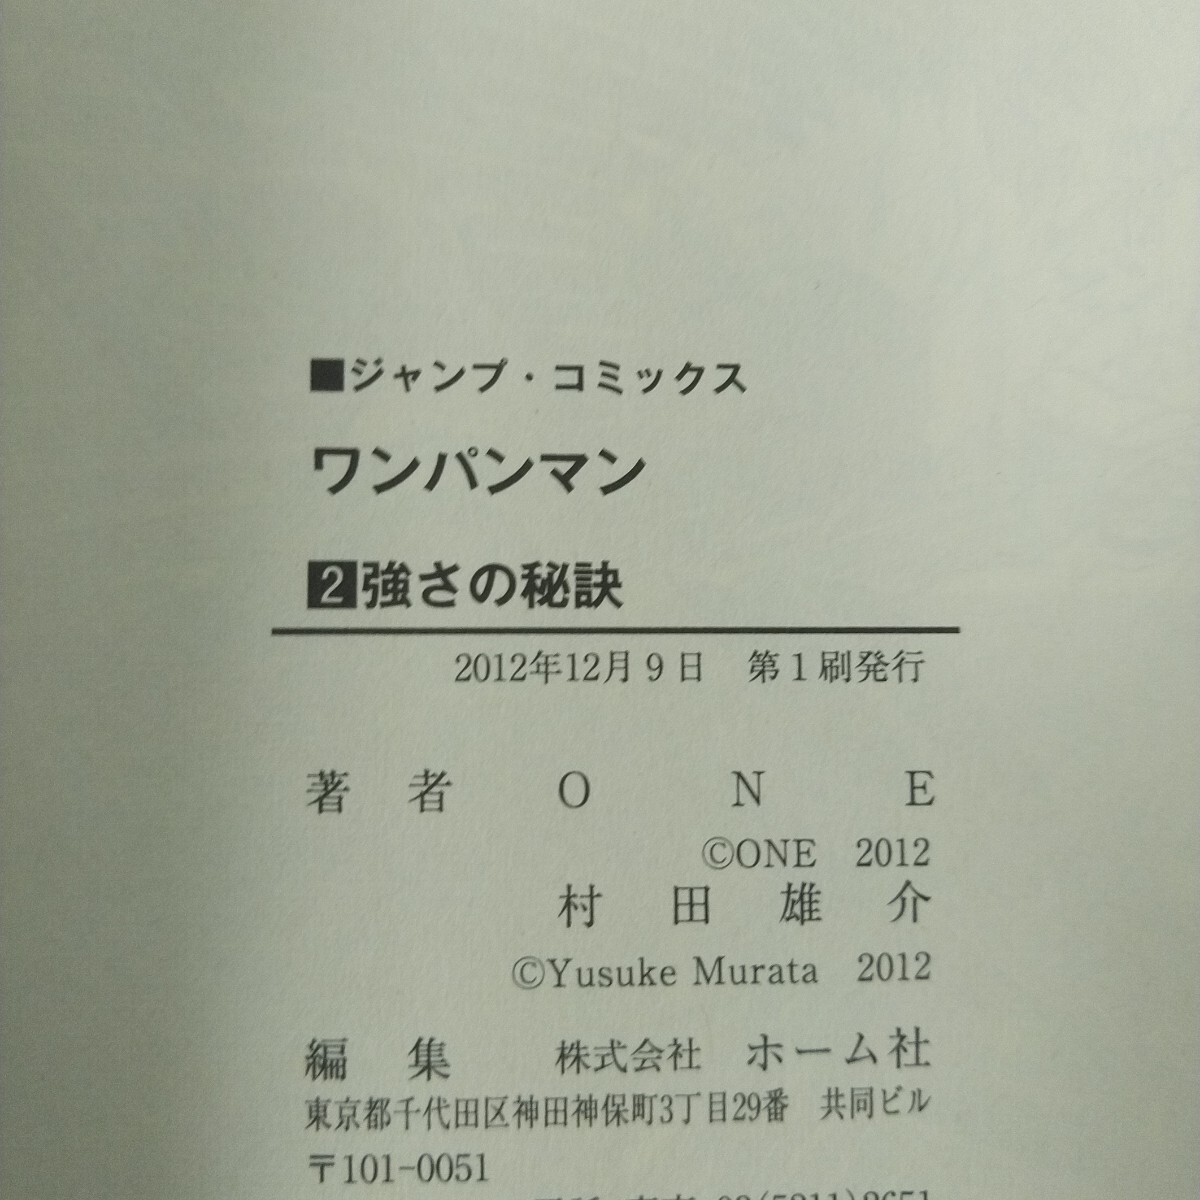 ■ジャンプ・コミックス
ワンパンマン
2強さの秘訣
2012年12月9日 第1刷発行
著者 ONE
©ONE 2012
村田雄介
©Yusuke Murata 2012
編集 株式会社 ホーム社
東京都千代田区神田神保町3丁目29番 共同ビル
〒101-0051